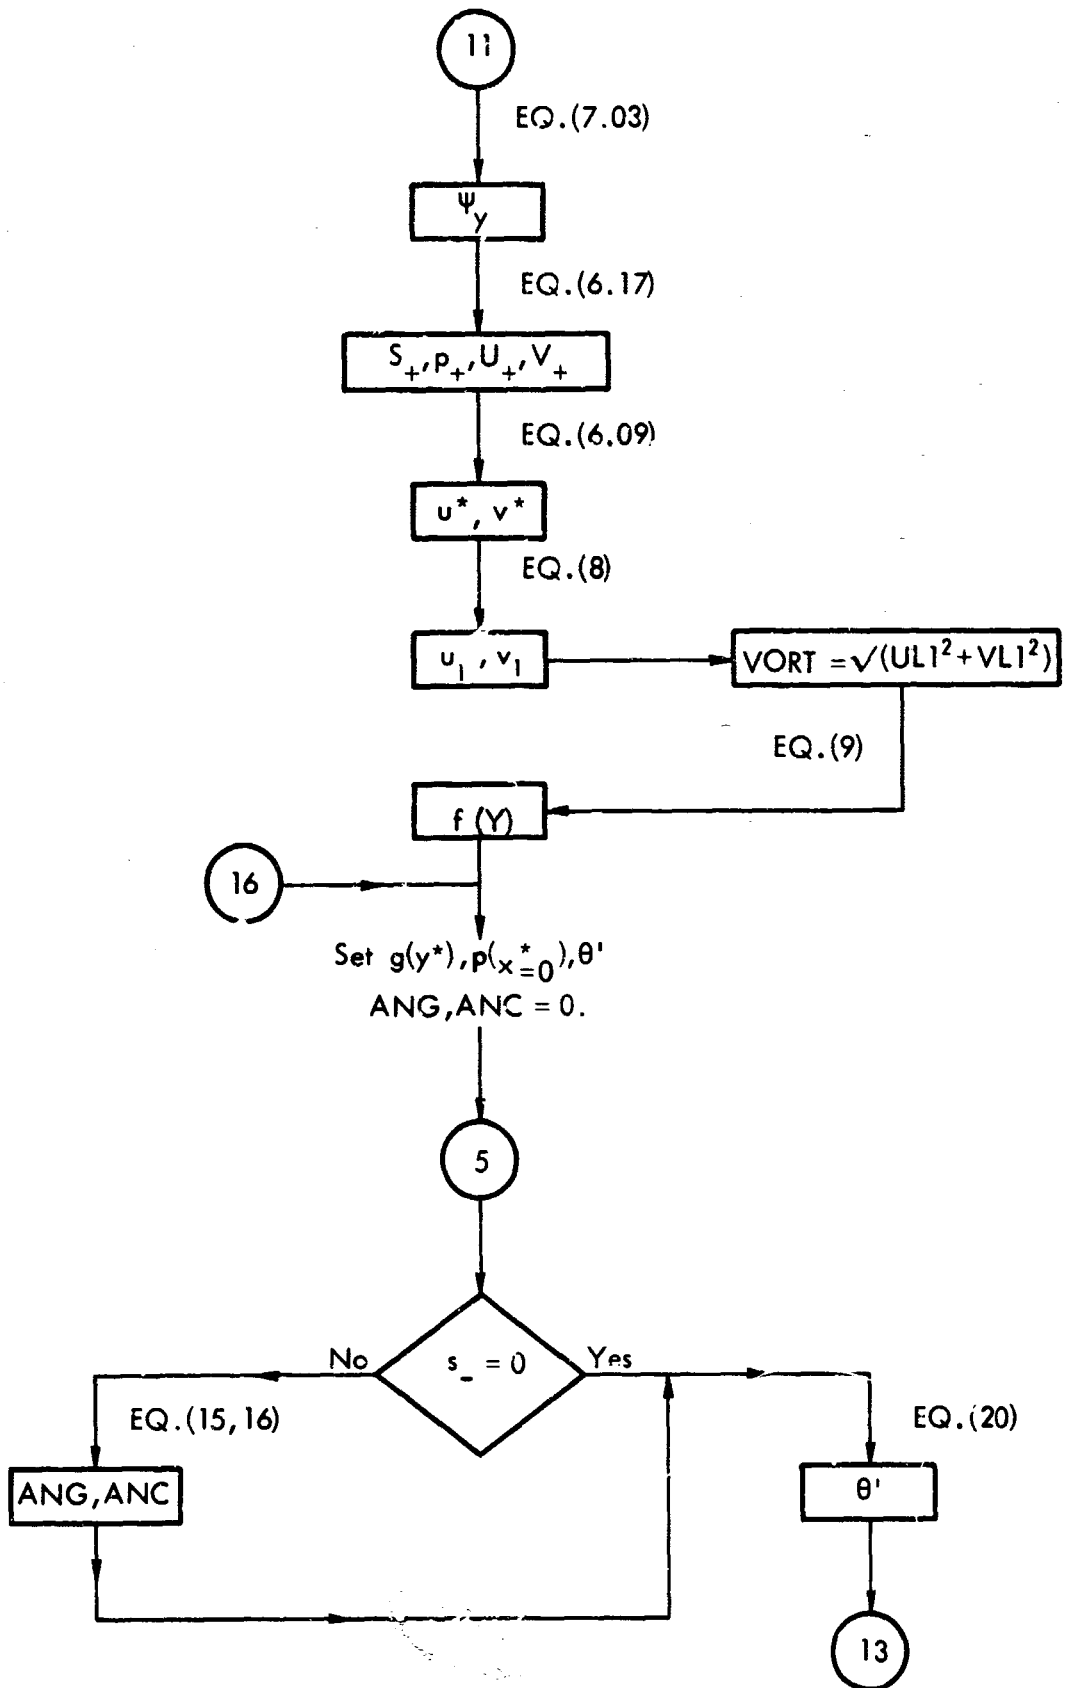 11
EQ.(7.03)
Ψy
EQ.(6.17)
S+,p+,U+,V+
EQ.(6.09)
u*, v*
EQ.(8)
u1, v1
VORT = √(UL1²+VL1²)
EQ.(9)
f (Y)
16
Set g(y*),p(x*=0),θ'
ANG,ANC = 0.
5
No
s_ = 0
Yes
EQ.(15,16)
EQ.(20)
ANG,ANC
θ'
13